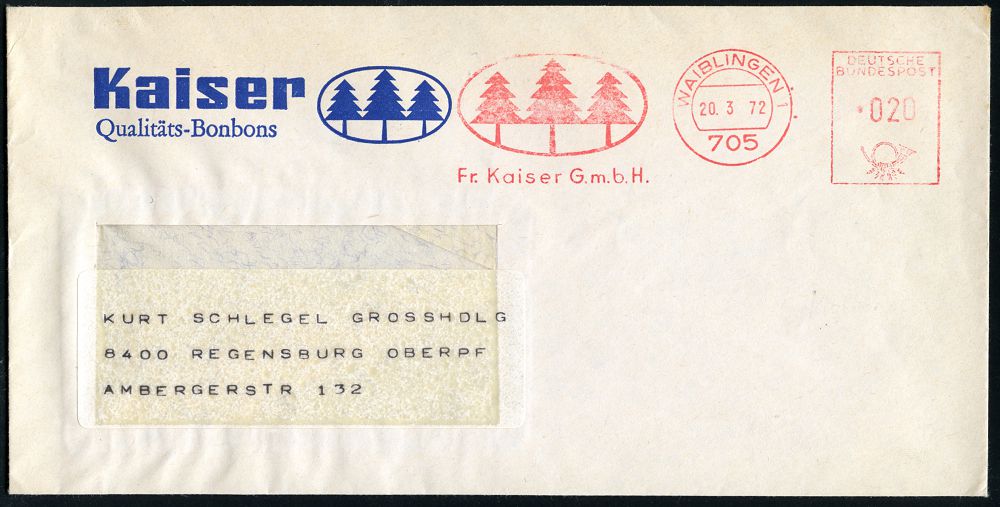 Kaiser
Qualitäts-Bonbons
Fr. Kaiser G.m.b.H.
WAIBLINGEN 1
20. 3 72
705
DEUTSCHE
BUNDESPOST
020
KURT SCHLEGEL GROSSHDLG
8400 REGENSBURG OBERPF
AMBERGERSTR 132